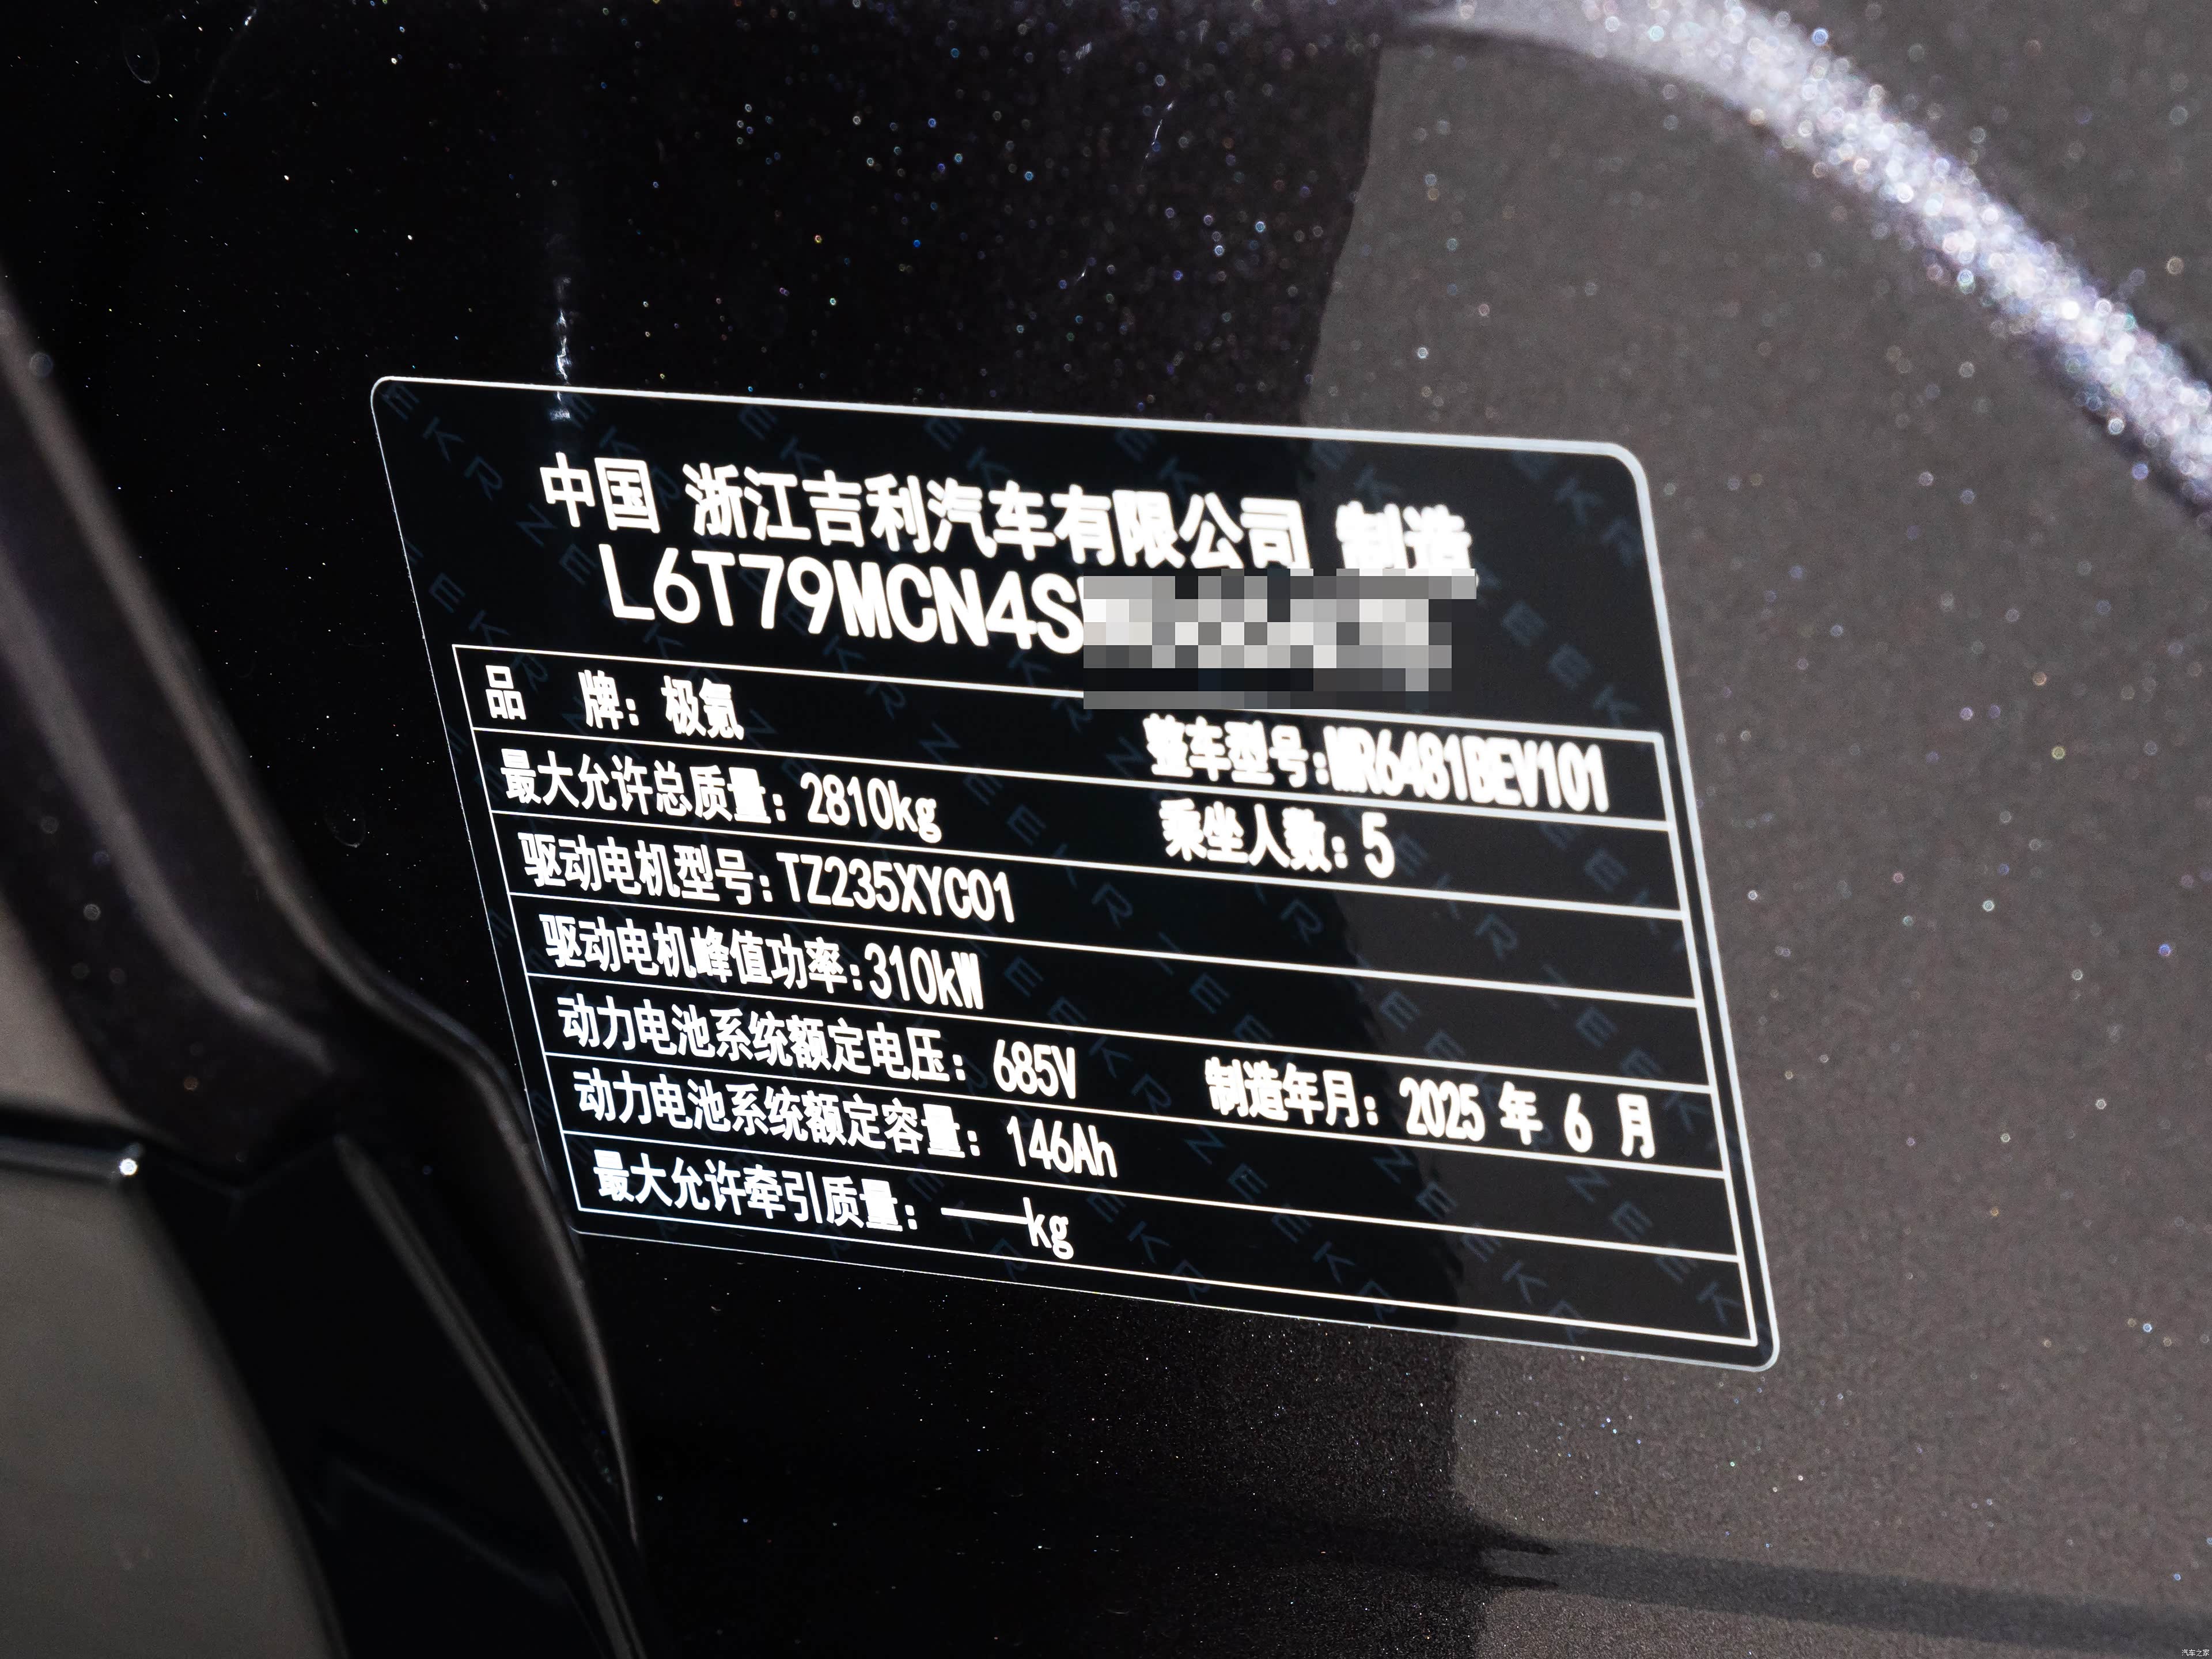 中国 浙江吉利汽车有限公司 制造
L6T79MCN4S
品 牌: 极氪 整车型号:MR6481BEV101
最大允许总质量: 2810kg 乘坐人数: 5
驱动电机型号: TZ235XYC01
驱动电机峰值功率:310kW
动力电池系统额定电压: 685V 制造年月: 2025 年 6 月
动力电池系统额定容量: 146Ah
最大允许牵引质量: ——kg
汽车之家